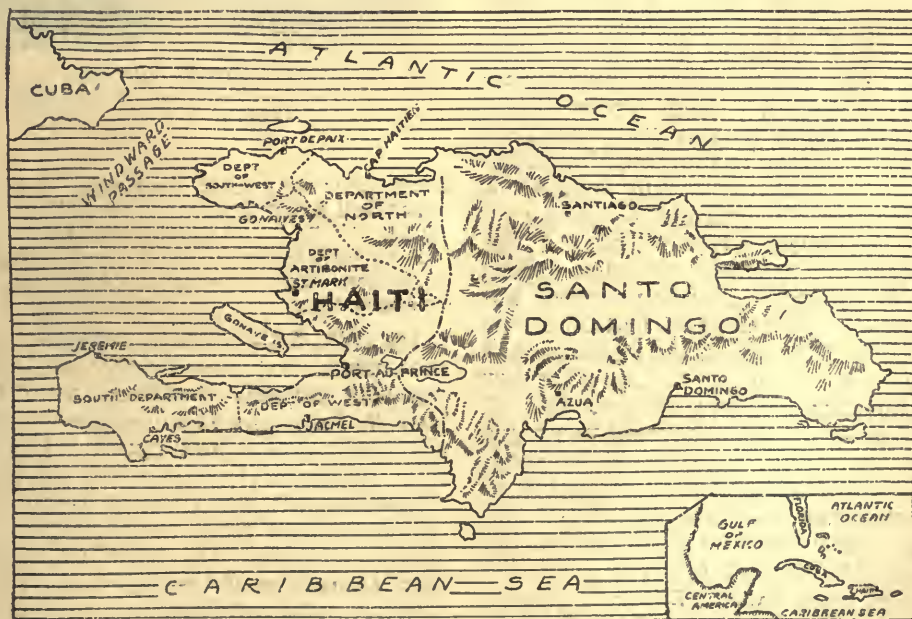 ATLANTIC OCEAN
CUBA
WINDWARD
PASSAGE
PORT DE PAIX
CAP HAITIEN
DEPT
OF
SOUTH-WEST
DEPARTMENT
OF
NORTH
GONAIVES
SANTIAGO
DEPT
OF
ARTIBONITE
ST MARK
HAITI
SANTO
DOMINGO
GONAVE IS.
JEREMIE
PORT-AU-PRINCE
SOUTH DEPARTMENT
DEPT OF WEST
SANTO
DOMINGO
AZUA
CAYES
JACMEL
CARIBBEAN SEA
FLORIDA
ATLANTIC
OCEAN
GULF
OF
MEXICO
CUBA
HAITI
CENTRAL
AMERICA
CARIBBEAN SEA